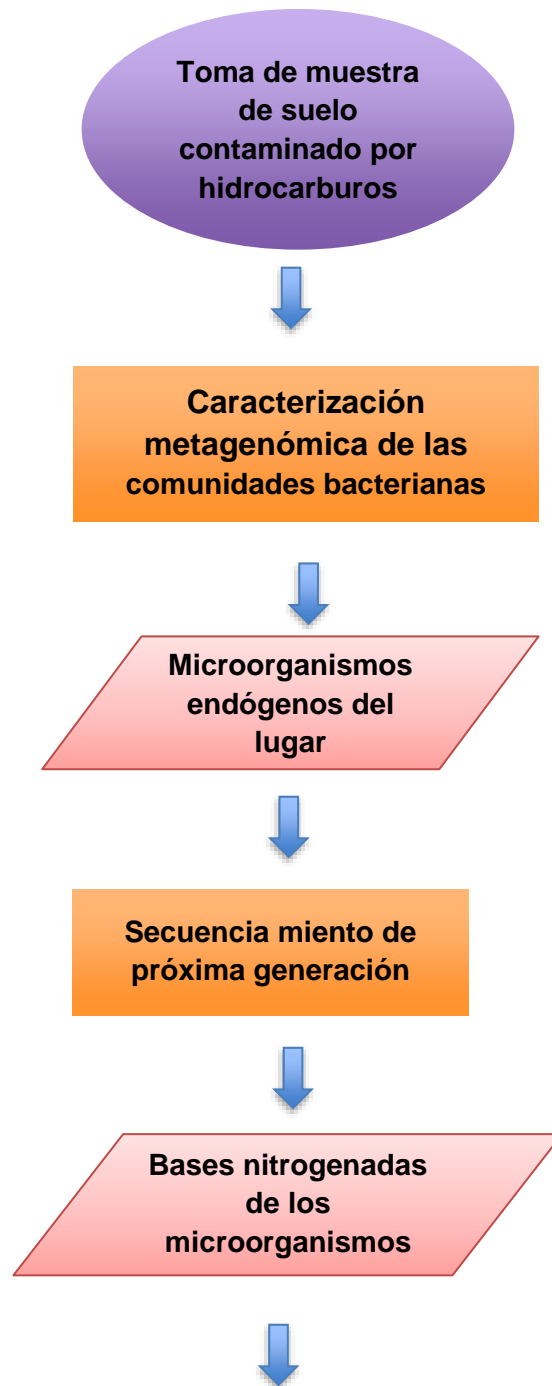 Toma de muestra
de suelo
contaminado por
hidrocarburos
Caracterización
metagenómica de las
comunidades bacterianas
Microorganismos
endógenos del
lugar
Secuencia miento de
próxima generación
Bases nitrogenadas
de los
microorganismos